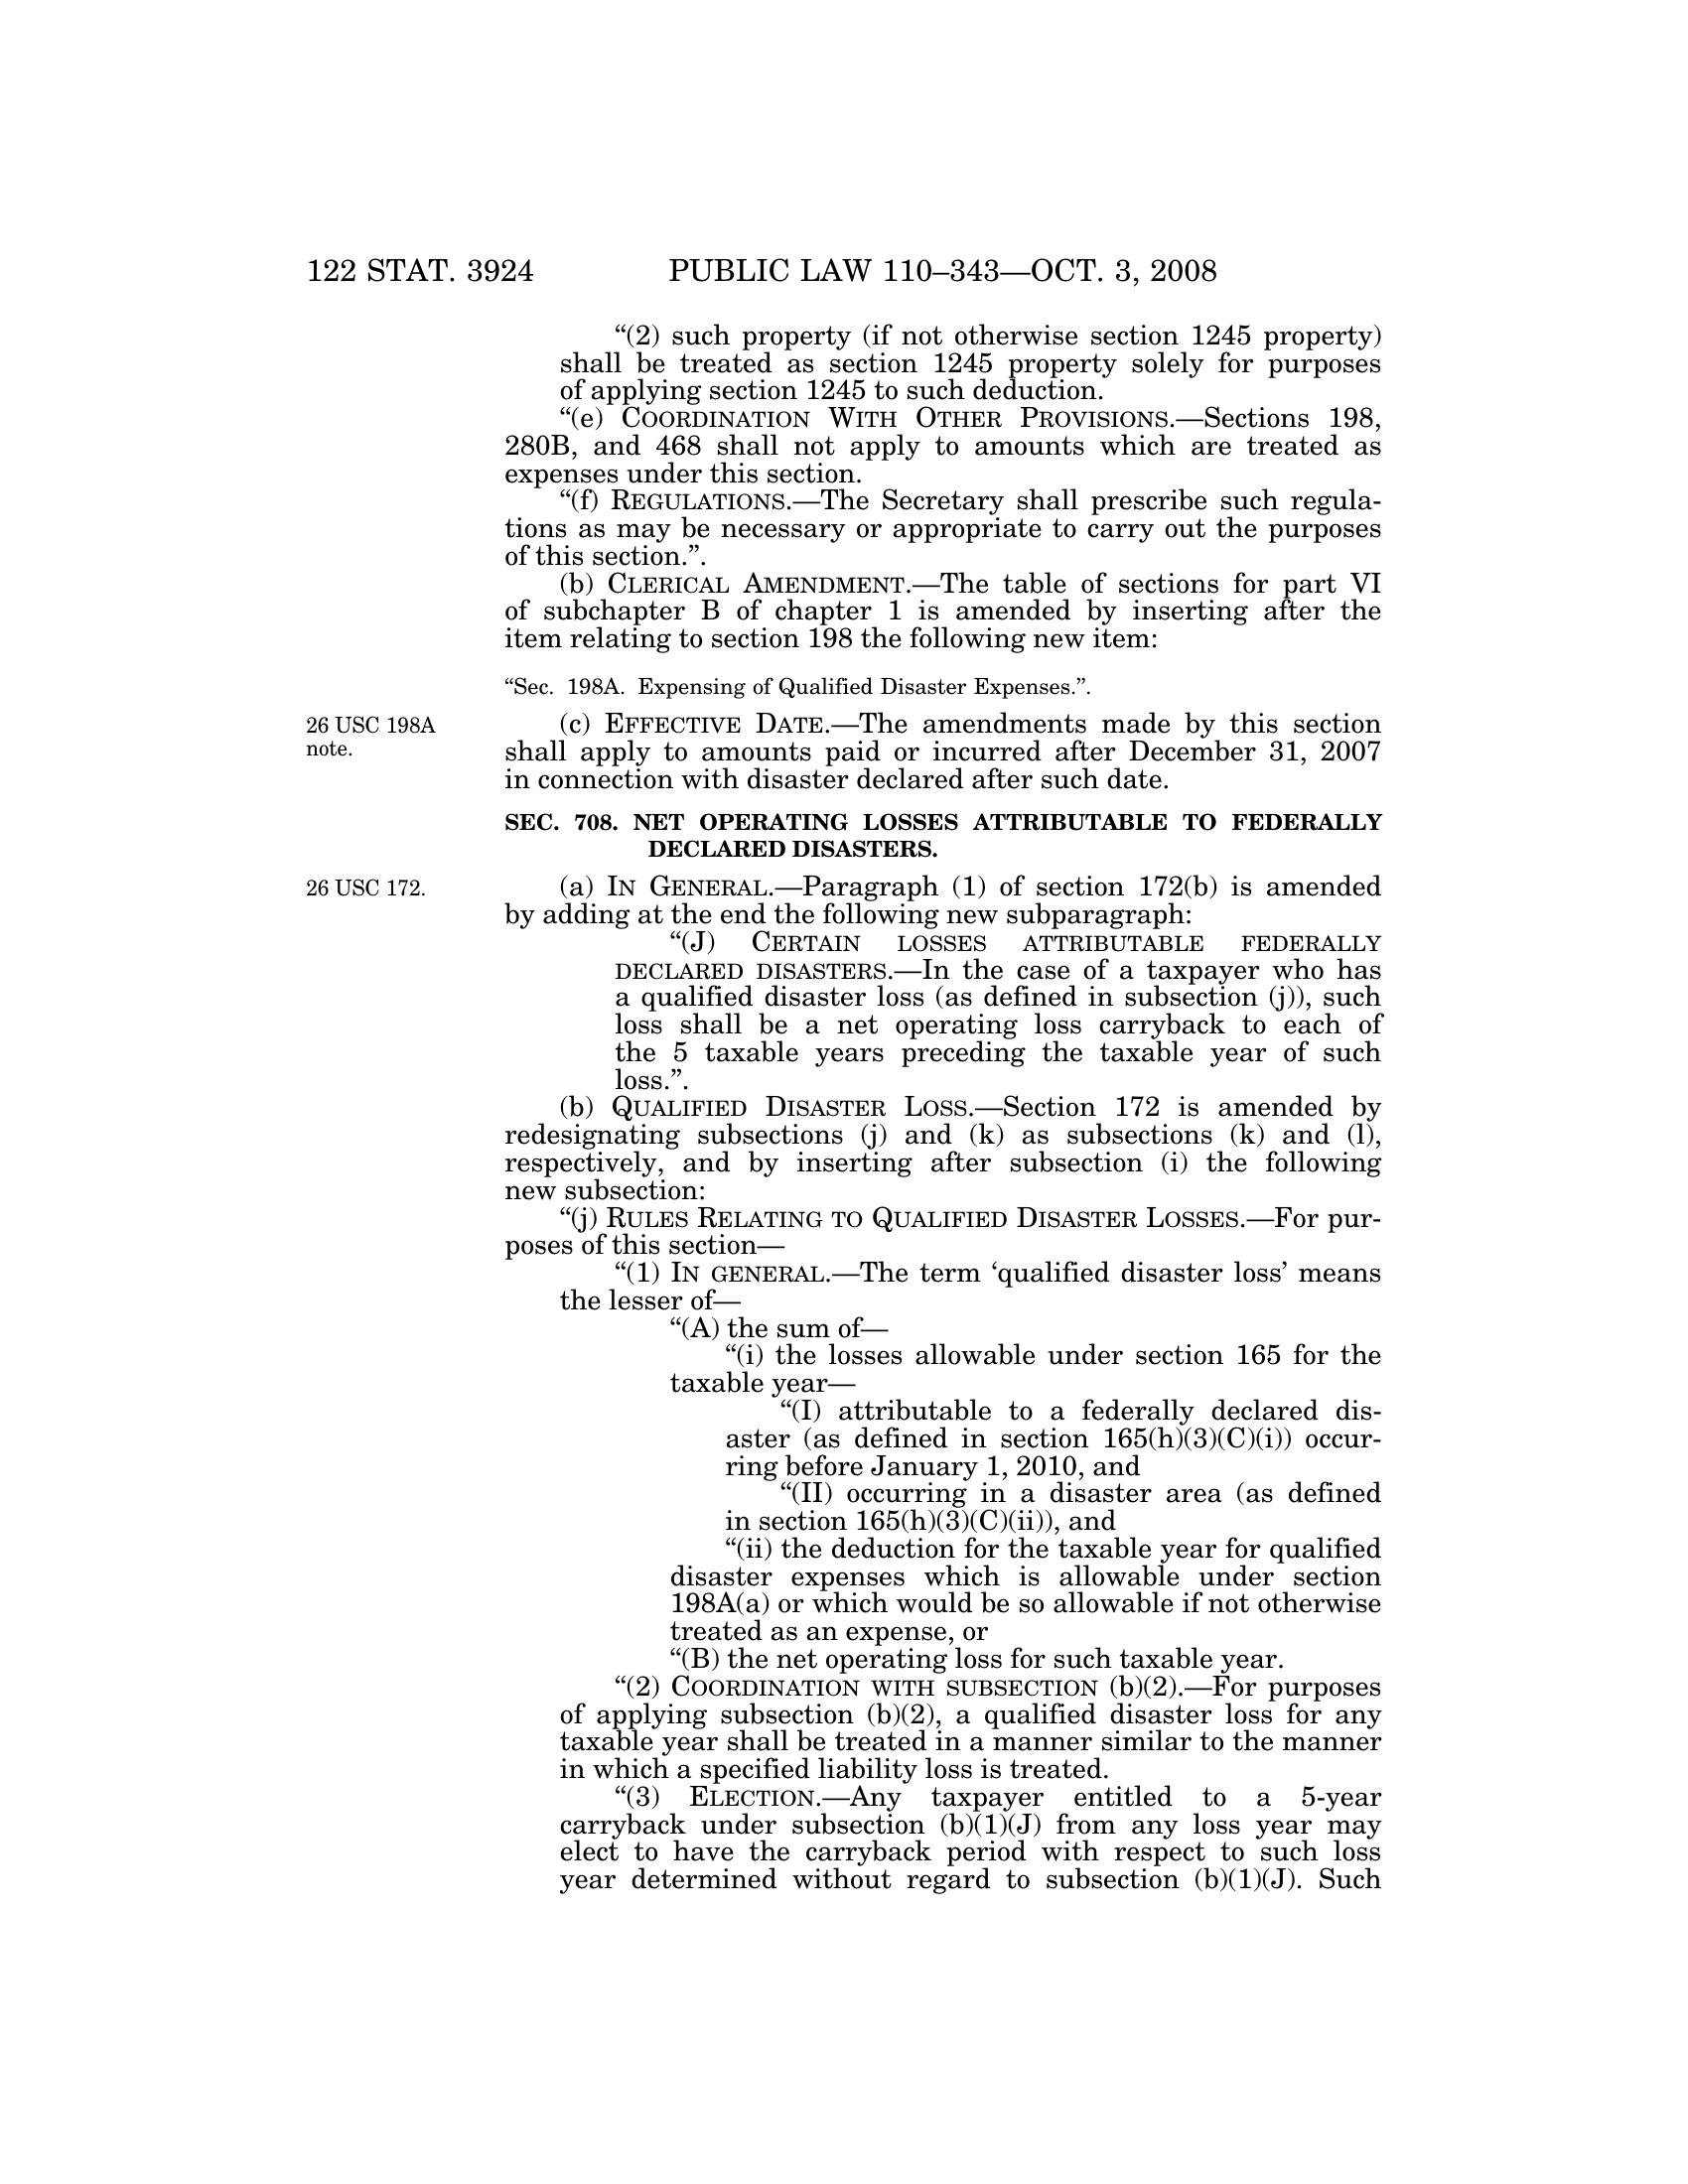 122 STAT. 3924 PUBLIC LAW 110–343—OCT. 3, 2008
“(2) such property (if not otherwise section 1245 property)
shall be treated as section 1245 property solely for purposes
of applying section 1245 to such deduction.
“(e) COORDINATION WITH OTHER PROVISIONS.—Sections 198,
280B, and 468 shall not apply to amounts which are treated as
expenses under this section.
“(f) REGULATIONS.—The Secretary shall prescribe such regula-
tions as may be necessary or appropriate to carry out the purposes
of this section.”.
(b) CLERICAL AMENDMENT.—The table of sections for part VI
of subchapter B of chapter 1 is amended by inserting after the
item relating to section 198 the following new item:
“Sec. 198A. Expensing of Qualified Disaster Expenses.”.
26 USC 198A
note.
(c) EFFECTIVE DATE.—The amendments made by this section
shall apply to amounts paid or incurred after December 31, 2007
in connection with disaster declared after such date.
SEC. 708. NET OPERATING LOSSES ATTRIBUTABLE TO FEDERALLY
DECLARED DISASTERS.
26 USC 172.
(a) IN GENERAL.—Paragraph (1) of section 172(b) is amended
by adding at the end the following new subparagraph:
“(J) CERTAIN LOSSES ATTRIBUTABLE FEDERALLY
DECLARED DISASTERS.—In the case of a taxpayer who has
a qualified disaster loss (as defined in subsection (j)), such
loss shall be a net operating loss carryback to each of
the 5 taxable years preceding the taxable year of such
loss.”.
(b) QUALIFIED DISASTER LOSS.—Section 172 is amended by
redesignating subsections (j) and (k) as subsections (k) and (l),
respectively, and by inserting after subsection (i) the following
new subsection:
“(j) RULES RELATING TO QUALIFIED DISASTER LOSSES.—For pur-
poses of this section—
“(1) IN GENERAL.—The term ‘qualified disaster loss’ means
the lesser of—
“(A) the sum of—
“(i) the losses allowable under section 165 for the
taxable year—
“(I) attributable to a federally declared dis-
aster (as defined in section 165(h)(3)(C)(i)) occur-
ring before January 1, 2010, and
“(II) occurring in a disaster area (as defined
in section 165(h)(3)(C)(ii)), and
“(ii) the deduction for the taxable year for qualified
disaster expenses which is allowable under section
198A(a) or which would be so allowable if not otherwise
treated as an expense, or
“(B) the net operating loss for such taxable year.
“(2) COORDINATION WITH SUBSECTION (b)(2).—For purposes
of applying subsection (b)(2), a qualified disaster loss for any
taxable year shall be treated in a manner similar to the manner
in which a specified liability loss is treated.
“(3) ELECTION.—Any taxpayer entitled to a 5-year
carryback under subsection (b)(1)(J) from any loss year may
elect to have the carryback period with respect to such loss
year determined without regard to subsection (b)(1)(J). Such